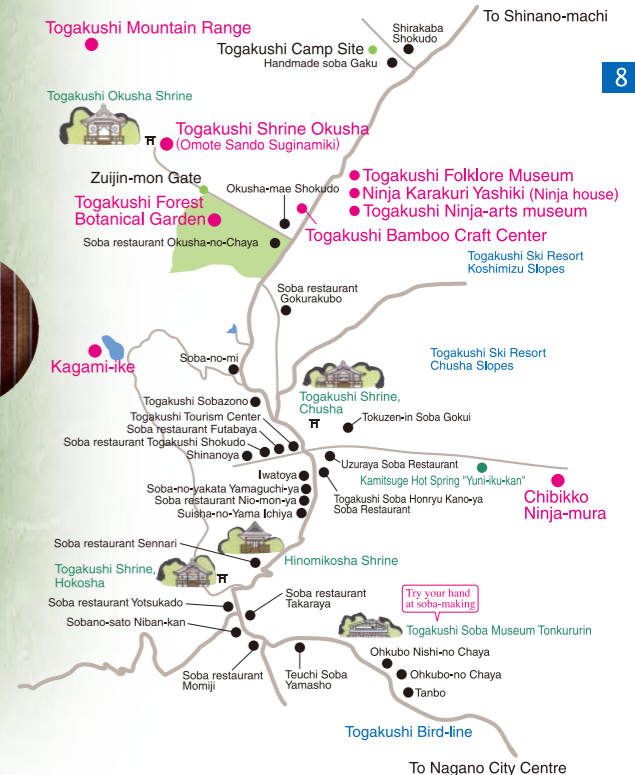 To Shinano-machi
Togakushi Mountain Range
Shirakaba
Shokudo
Togakushi Camp Site
Handmade soba Gaku
8
Togakushi Okusha Shrine
Togakushi Shrine Okusha
(Omote Sando Suginamiki)
Zuijin-mon Gate
Togakushi Forest
Botanical Garden
Okusha-mae Shokudo
Togakushi Folklore Museum
Ninja Karakuri Yashiki (Ninja house)
Togakushi Ninja-arts museum
Togakushi Bamboo Craft Center
Soba restaurant Okusha-no-Chaya
Togakushi Ski Resort
Koshimizu Slopes
Soba restaurant
Gokurakubo
Kagami-ike
Soba-no-mi
Togakushi Ski Resort
Chusha Slopes
Togakushi Sobazono
Togakushi Shrine,
Chusha
Togakushi Tourism Center
Tokuzen-in Soba Gokui
Soba restaurant Futabaya
Soba restaurant Togakushi Shokudo
Shinanoya
Uzuraya Soba Restaurant
Kamitsuge Hot Spring "Yuni-iku-kan"
Iwatoya
Soba-no-yakata Yamaguchi-ya
Soba restaurant Nio-mon-ya
Suisha-no-Yama Ichiya
Togakushi Soba Honryu Kano-ya
Soba Restaurant
Chibikko
Ninja-mura
Soba restaurant Sennari
Hinomikosha Shrine
Togakushi Shrine,
Hokosha
Soba restaurant Yotsukado
Soba restaurant
Takaraya
Try your hand
at soba-making
Sobano-sato Niban-kan
Togakushi Soba Museum Tonkururin
Ohkubo Nishi-no Chaya
Ohkubo-no Chaya
Tanbo
Soba restaurant
Momiji
Teuchi Soba
Yamasho
Togakushi Bird-line
To Nagano City Centre